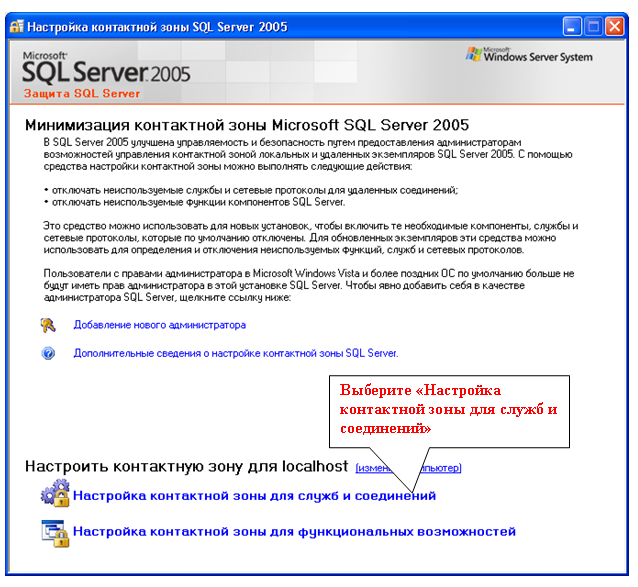 Настройка контактной зоны SQL Server 2005
Microsoft
SQL Server 2005
Microsoft
Windows Server System
Защита SQL Server
Минимизация контактной зоны Microsoft SQL Server 2005
В SQL Server 2005 улучшена управляемость и безопасность путем предоставления администраторам
возможностей управления контактной зоной локальных и удаленных экземпляров SQL Server 2005. С помощью
средства настройки контактной зоны можно выполнять следующие действия:
• отключать неиспользуемые службы и сетевые протоколы для удаленных соединений;
• отключать неиспользуемые функции компонентов SQL Server.
Это средство можно использовать для новых установок, чтобы включить те необходимые компоненты, службы и
сетевые протоколы, которые по умолчанию отключены. Для обновленных экземпляров эти средства можно
использовать для определения и отключения неиспользуемых функций, служб и сетевых протоколов.
Пользователи с правами администратора в Microsoft Windows Vista и более поздних ОС по умолчанию больше не
будут иметь прав администратора в этой установке SQL Server. Чтобы явно добавить себя в качестве
администратора SQL Server, щелкните ссылку ниже:
Добавление нового администратора
Дополнительные сведения о настройке контактной зоны SQL Server.
Выберите «Настройка
контактной зоны для служб и
соединений»
Настроить контактную зону для localhost
Настройка контактной зоны для служб и соединений
Настройка контактной зоны для функциональных возможностей